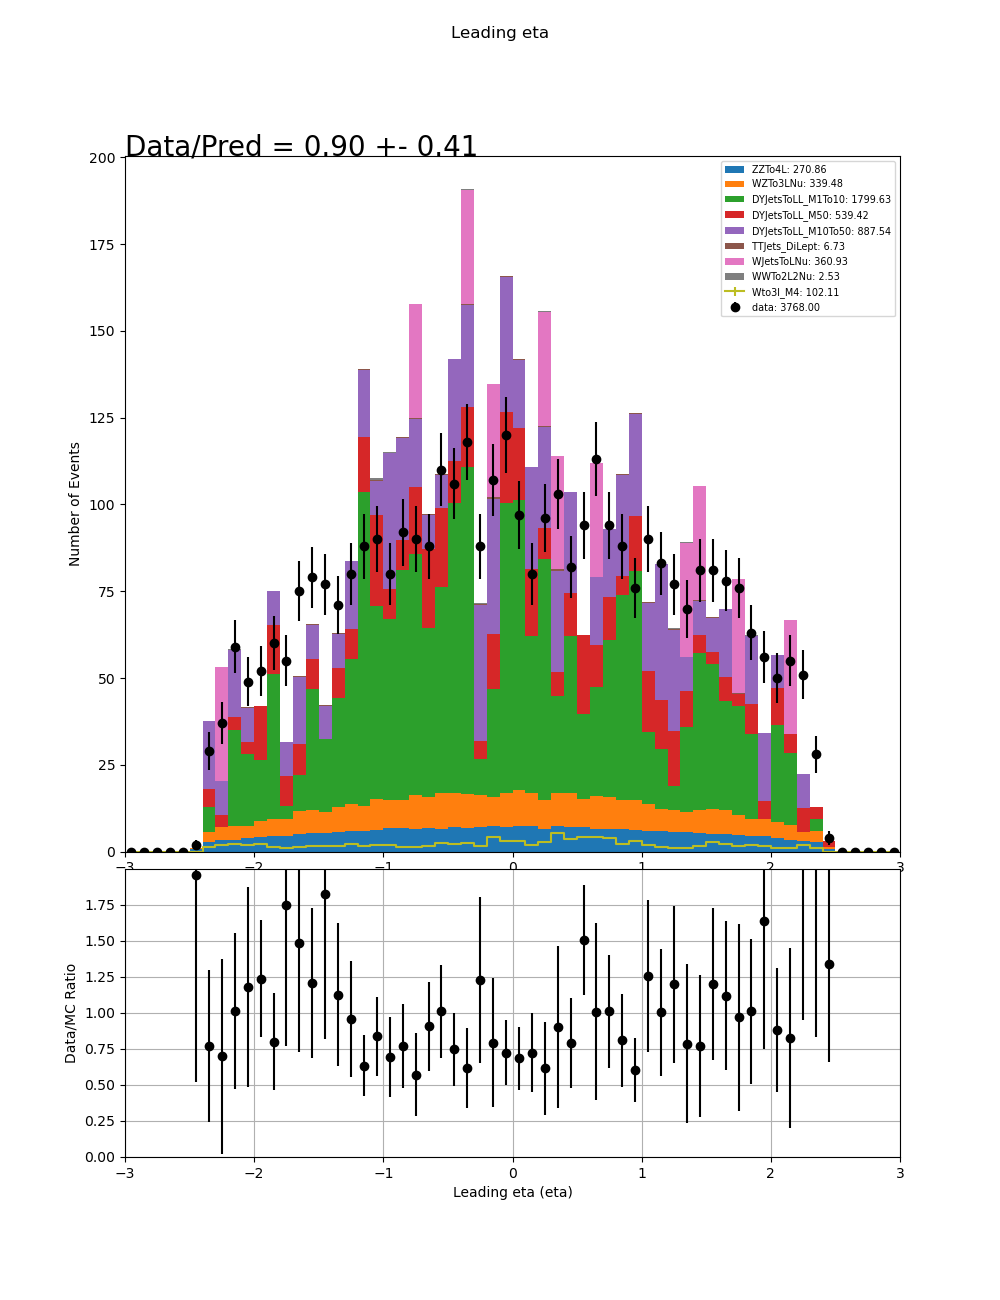 Leading eta
Data/Pred = 0.90 +- 0.41
200
175
150
125
100
75
50
25
0
Number of Events
ZZTo4L: 270.86
WZTo3LNu: 339.48
DYJetsToLL_M1To10: 1799.63
DYJetsToLL_M50: 539.42
DYJetsToLL_M10To50: 887.54
TTJets_DiLept: 6.73
WJetsToLNu: 360.93
WWTo2L2Nu: 2.53
Wto3l_M4: 102.11
data: 3768.00
−3 −2 −1 0 1 2 3
1.75
1.50
1.25
1.00
0.75
0.50
0.25
0.00
Data/MC Ratio
−3 −2 −1 0 1 2 3
Leading eta (eta)